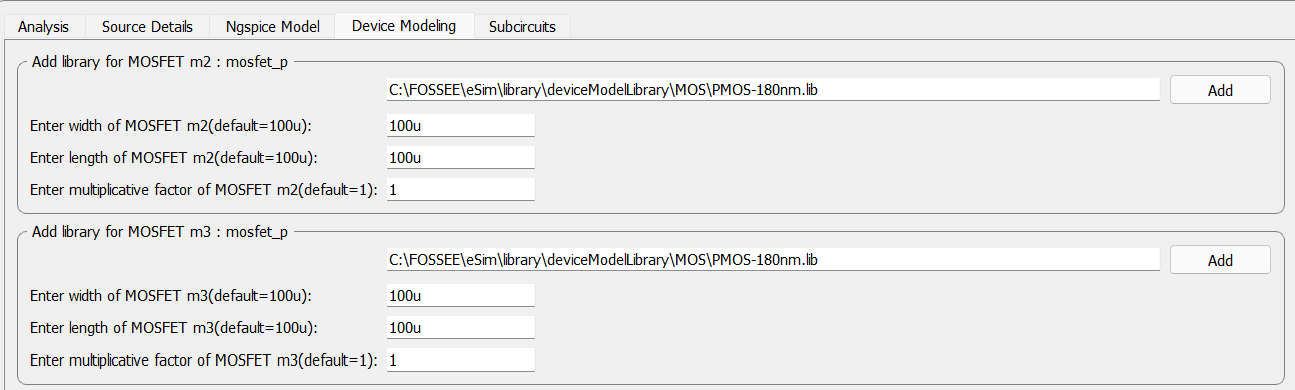 Analysis Source Details Ngspice Model Device Modeling Subcircuits
Add library for MOSFET m2 : mosfet_p
C:\FOSSEE\eSim\library\deviceModelLibrary\MOS\PMOS-180nm.lib Add
Enter width of MOSFET m2(default=100u): 100u
Enter length of MOSFET m2(default=100u): 100u
Enter multiplicative factor of MOSFET m2(default=1): 1
Add library for MOSFET m3 : mosfet_p
C:\FOSSEE\eSim\library\deviceModelLibrary\MOS\PMOS-180nm.lib Add
Enter width of MOSFET m3(default=100u): 100u
Enter length of MOSFET m3(default=100u): 100u
Enter multiplicative factor of MOSFET m3(default=1): 1